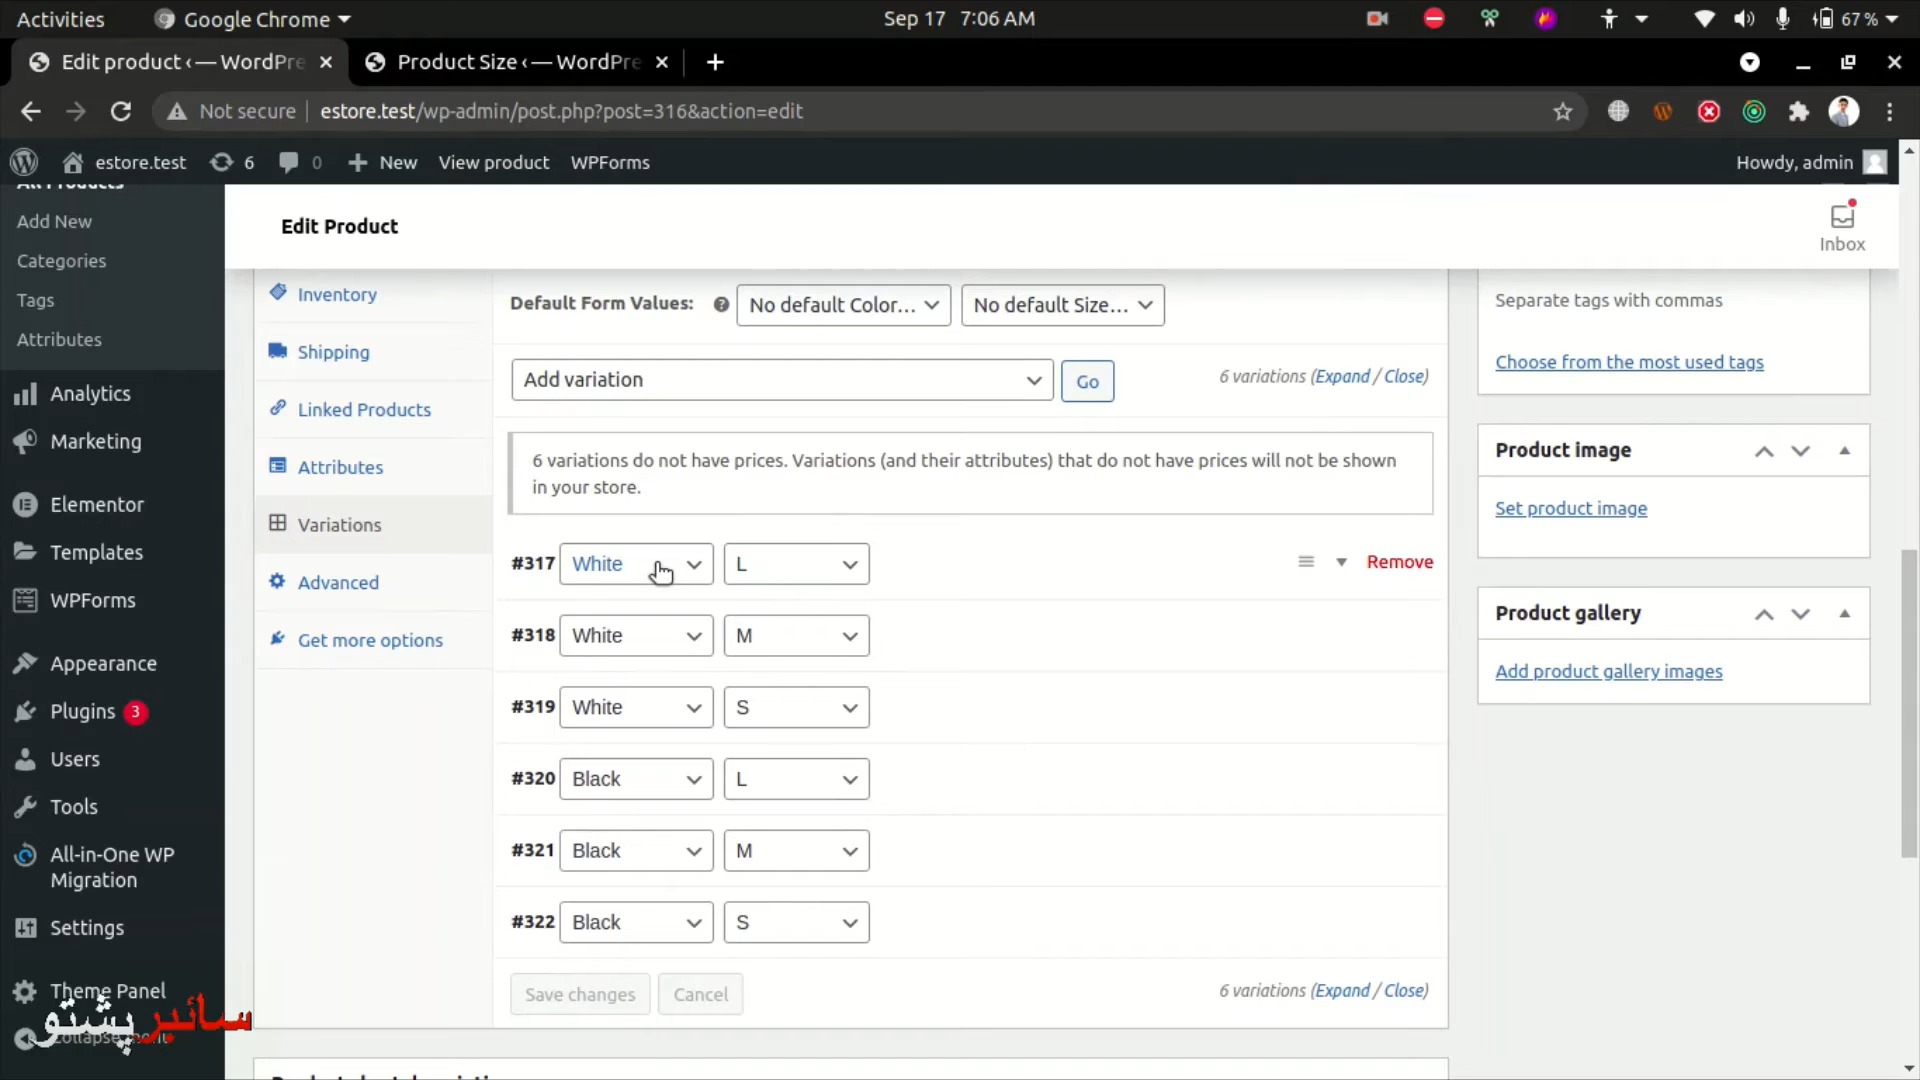 Activities
Google Chrome
Sep 17 7:06 AM
67 %
Edit product ‹ — WordPre
Product Size ‹ — WordPre
Not secure
estore.test/wp-admin/post.php?post=316&action=edit
estore.test
6
0
New
View product
WPForms
Howdy, admin
All Products
Add New
Categories
Tags
Attributes
Analytics
Marketing
Elementor
Templates
WPForms
Appearance
Plugins 3
Users
Tools
All-in-One WP
Migration
Settings
Theme Panel
سائبر پشتو
Edit Product
Inbox
Inventory
Shipping
Linked Products
Attributes
Variations
Advanced
Get more options
Default Form Values:
No default Color...
No default Size...
Add variation
Go
6 variations (Expand / Close)
6 variations do not have prices. Variations (and their attributes) that do not have prices will not be shown
in your store.
#317 White L Remove
#318 White M
#319 White S
#320 Black L
#321 Black M
#322 Black S
Save changes
Cancel
6 variations (Expand / Close)
Separate tags with commas
Choose from the most used tags
Product image
Set product image
Product gallery
Add product gallery images